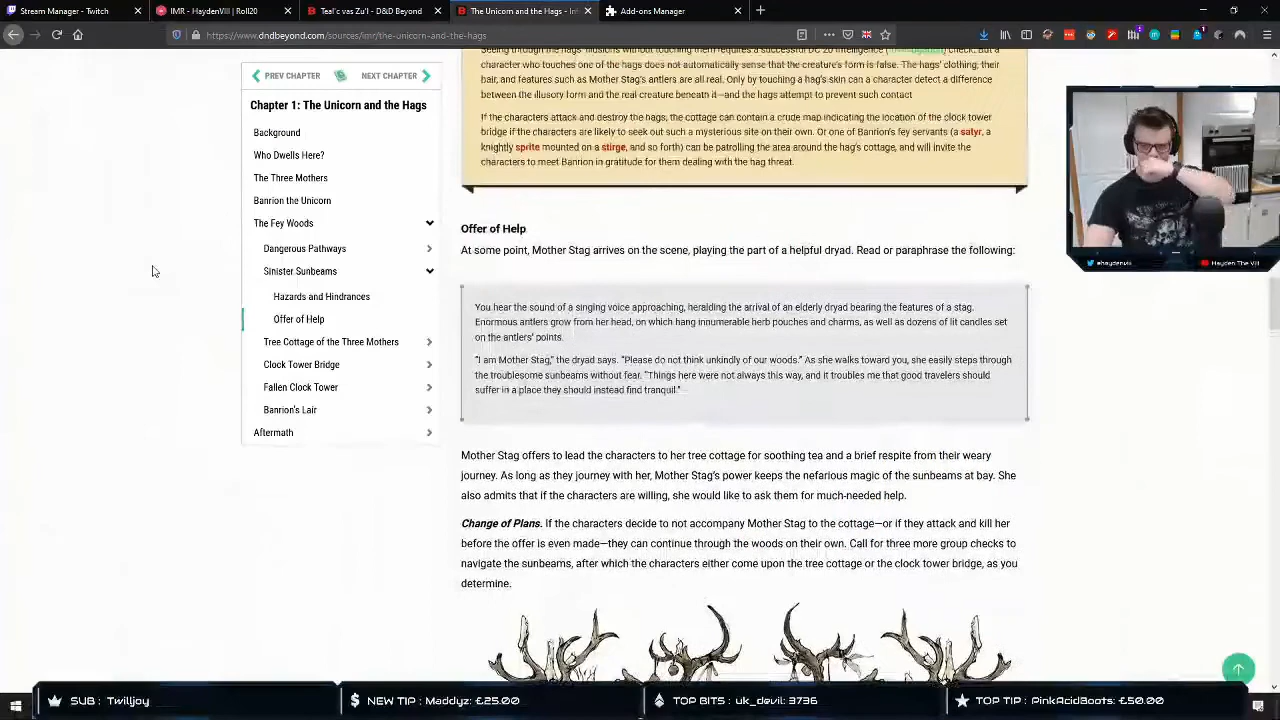 Stream Manager - Twitch
IMR - HaydenVill | Roll20
Teal'c vas Zu'l - D&D Beyond
The Unicorn and the Hags - In
Add-ons Manager
https://www.dndbeyond.com/sources/imr/the-unicorn-and-the-hags
PREV CHAPTER
NEXT CHAPTER
Chapter 1: The Unicorn and the Hags
Background
Who Dwells Here?
The Three Mothers
Banrion the Unicorn
The Fey Woods
Dangerous Pathways
Sinister Sunbeams
Hazards and Hindrances
Offer of Help
Tree Cottage of the Three Mothers
Clock Tower Bridge
Fallen Clock Tower
Banrion's Lair
Aftermath
Seeing through the hags' illusions without touching them requires a successful DC 20 Intelligence (Investigation) check. But a
character who touches one of the hags does not automatically sense that the creature's form is false. The hags' clothing, their
hair, and features such as Mother Stag's antlers are all real. Only by touching a hag's skin can a character detect a difference
between the illusory form and the real creature beneath it—and the hags attempt to prevent such contact
If the characters attack and destroy the hags, the cottage can contain a crude map indicating the location of the clock tower
bridge if the characters are likely to seek out such a mysterious site on their own. Or one of Banrion's fey servants (a satyr, a
knightly sprite mounted on a stirge, and so forth) can be patrolling the area around the hag's cottage, and will invite the
characters to meet Banrion in gratitude for them dealing with the hag threat.
Offer of Help
At some point, Mother Stag arrives on the scene, playing the part of a helpful dryad. Read or paraphrase the following:
You hear the sound of a singing voice approaching, heralding the arrival of an elderly dryad bearing the features of a stag.
Enormous antlers grow from her head, on which hang innumerable herb pouches and charms, as well as dozens of lit candles set
on the antlers' points.
"I am Mother Stag," the dryad says. "Please do not think unkindly of our woods." As she walks toward you, she easily steps through
the troublesome sunbeams without fear. "Things here were not always this way, and it troubles me that good travelers should
suffer in a place they should instead find tranquil."
Mother Stag offers to lead the characters to her tree cottage for soothing tea and a brief respite from their weary
journey. As long as they journey with her, Mother Stag's power keeps the nefarious magic of the sunbeams at bay. She
also admits that if the characters are willing, she would like to ask them for much-needed help.
Change of Plans. If the characters decide to not accompany Mother Stag to the cottage—or if they attack and kill her
before the offer is even made—they can continue through the woods on their own. Call for three more group checks to
navigate the sunbeams, after which the characters either come upon the tree cottage or the clock tower bridge, as you
determine.
ehaydenvill
Hayden The Vill
SUB : Twilljoy
NEW TIP : Maddyz: £25.00
TOP BITS : uk_devil: 3736
TOP TIP : PinkAcidBoots: £50.00